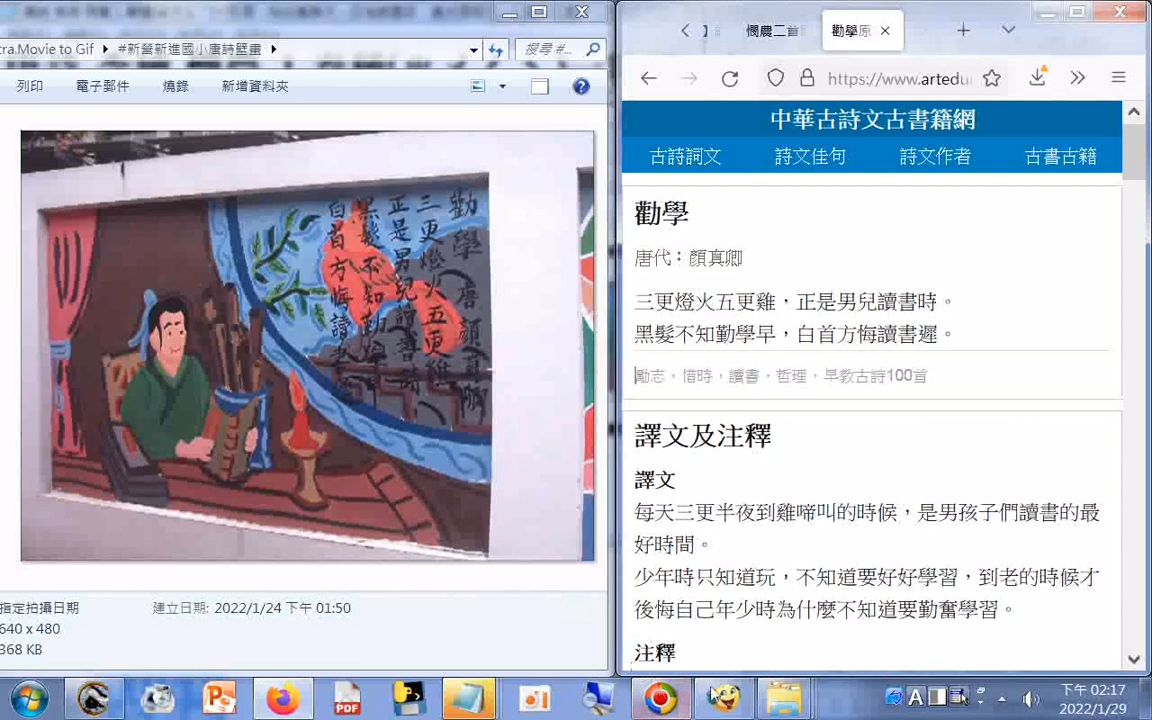 tra.Movie to Gif
#新營新進國小唐詩壁畫
搜尋 #...
列印
電子郵件
燒錄
新增資料夾
勸學 唐 顏真卿
三更燈火五更雞
正是男兒讀書時
黑髮不知勤學早
白首方悔讀書遲
指定拍攝日期
建立日期: 2022/1/24 下午 01:50
640 x 480
368 KB
憫農二首
勸學原
https://www.artedu
中華古詩文古書籍網
古詩詞文
詩文佳句
詩文作者
古書古籍
勸學
唐代：顏真卿
三更燈火五更雞，正是男兒讀書時。
黑髮不知勤學早，白首方悔讀書遲。
勵志，惜時，讀書，哲理，早教古詩100首
譯文及注釋
譯文
每天三更半夜到雞啼叫的時候，是男孩子們讀書的最
好時間。
少年時只知道玩，不知道要好好學習，到老的時候才
後悔自己年少時為什麼不知道要勤奮學習。
注釋
PDF
A
下午 02:17
2022/1/29